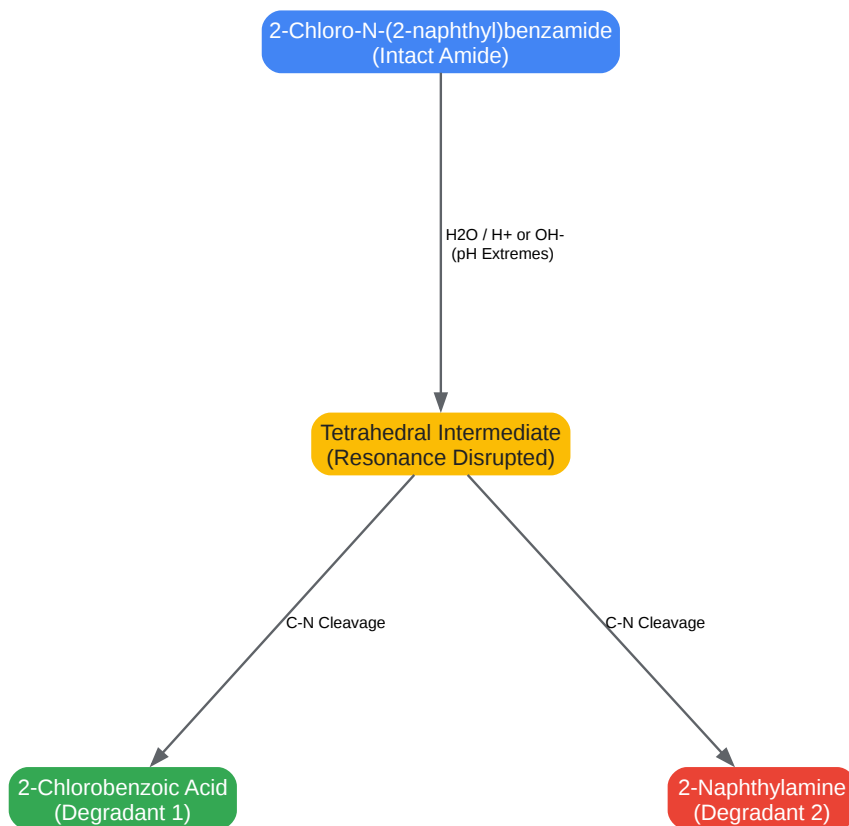 2-Chloro-N-(2-naphthyl)benzamide
(Intact Amide)
H2O / H+ or OH-
(pH Extremes)
Tetrahedral Intermediate
(Resonance Disrupted)
C-N Cleavage
C-N Cleavage
2-Chlorobenzoic Acid
(Degradant 1)
2-Naphthylamine
(Degradant 2)